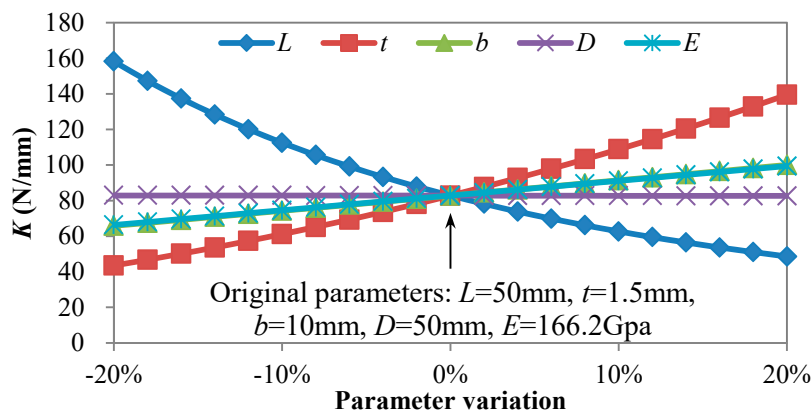 180
160
140
120
100
80
60
40
20
0
K (N/mm)
L t b D E
Original parameters: L=50mm, t=1.5mm,
b=10mm, D=50mm, E=166.2Gpa
-20% -10% 0% 10% 20%
Parameter variation